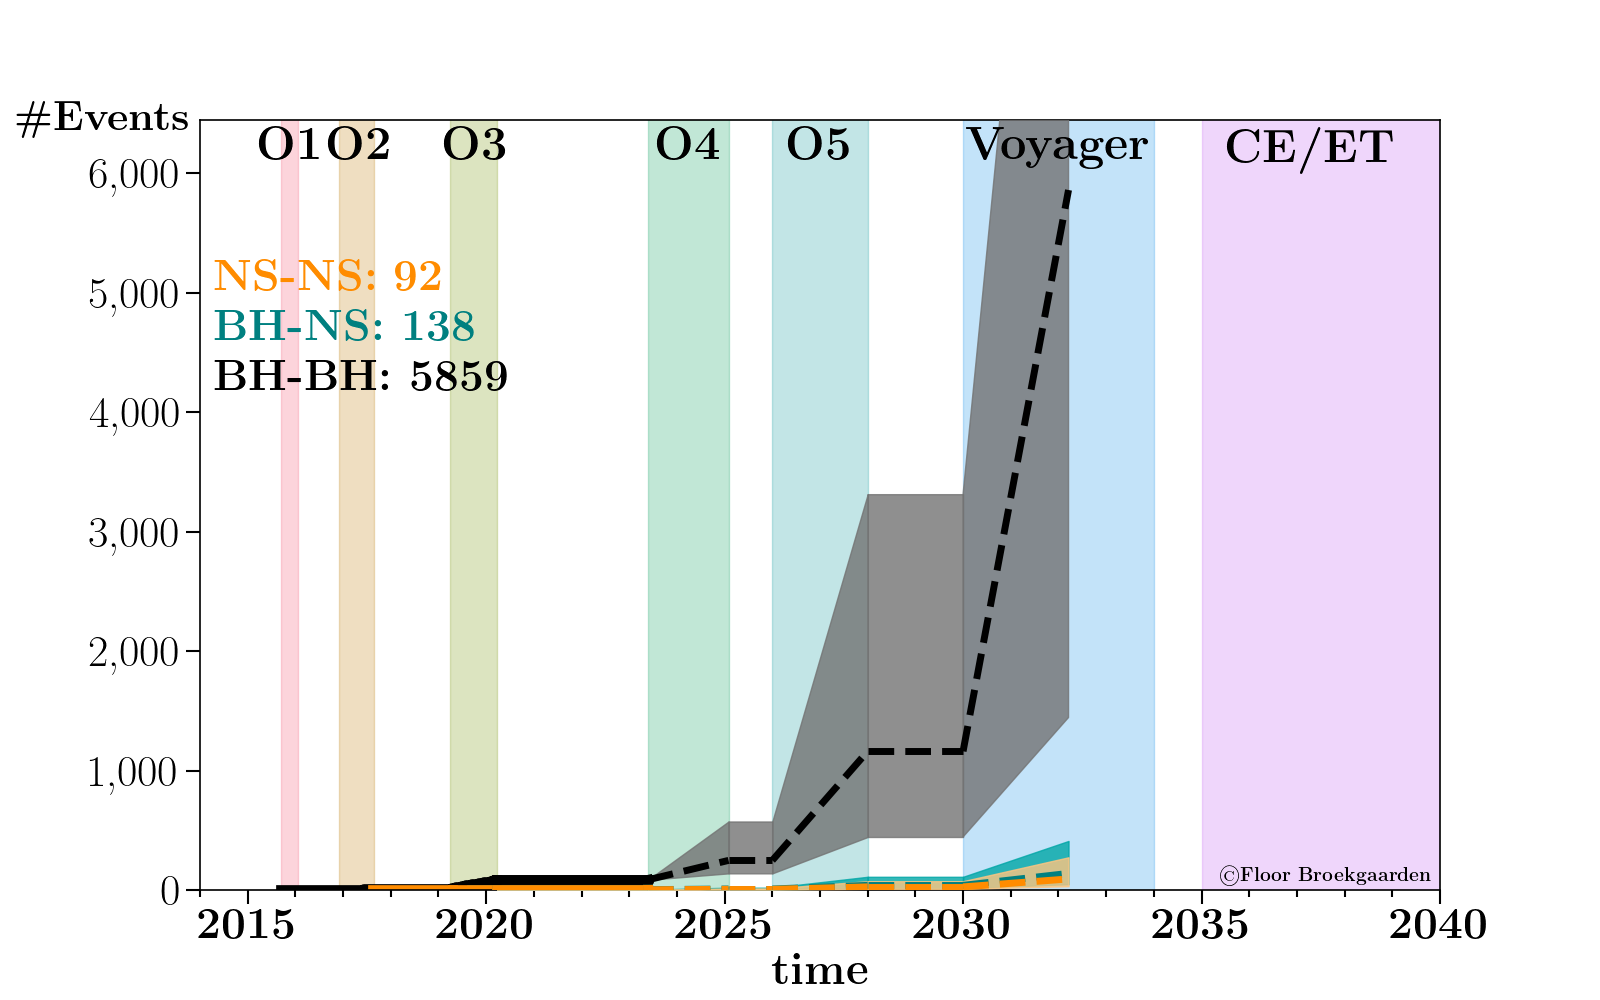 #Events
O1 O2 O3 O4 O5 Voyager CE/ET
6,000
NS-NS: 92
5,000
BH-NS: 138
BH-BH: 5859
4,000
3,000
2,000
1,000
©Floor Broekgaarden
0
2015 2020 2025 2030 2035 2040
time